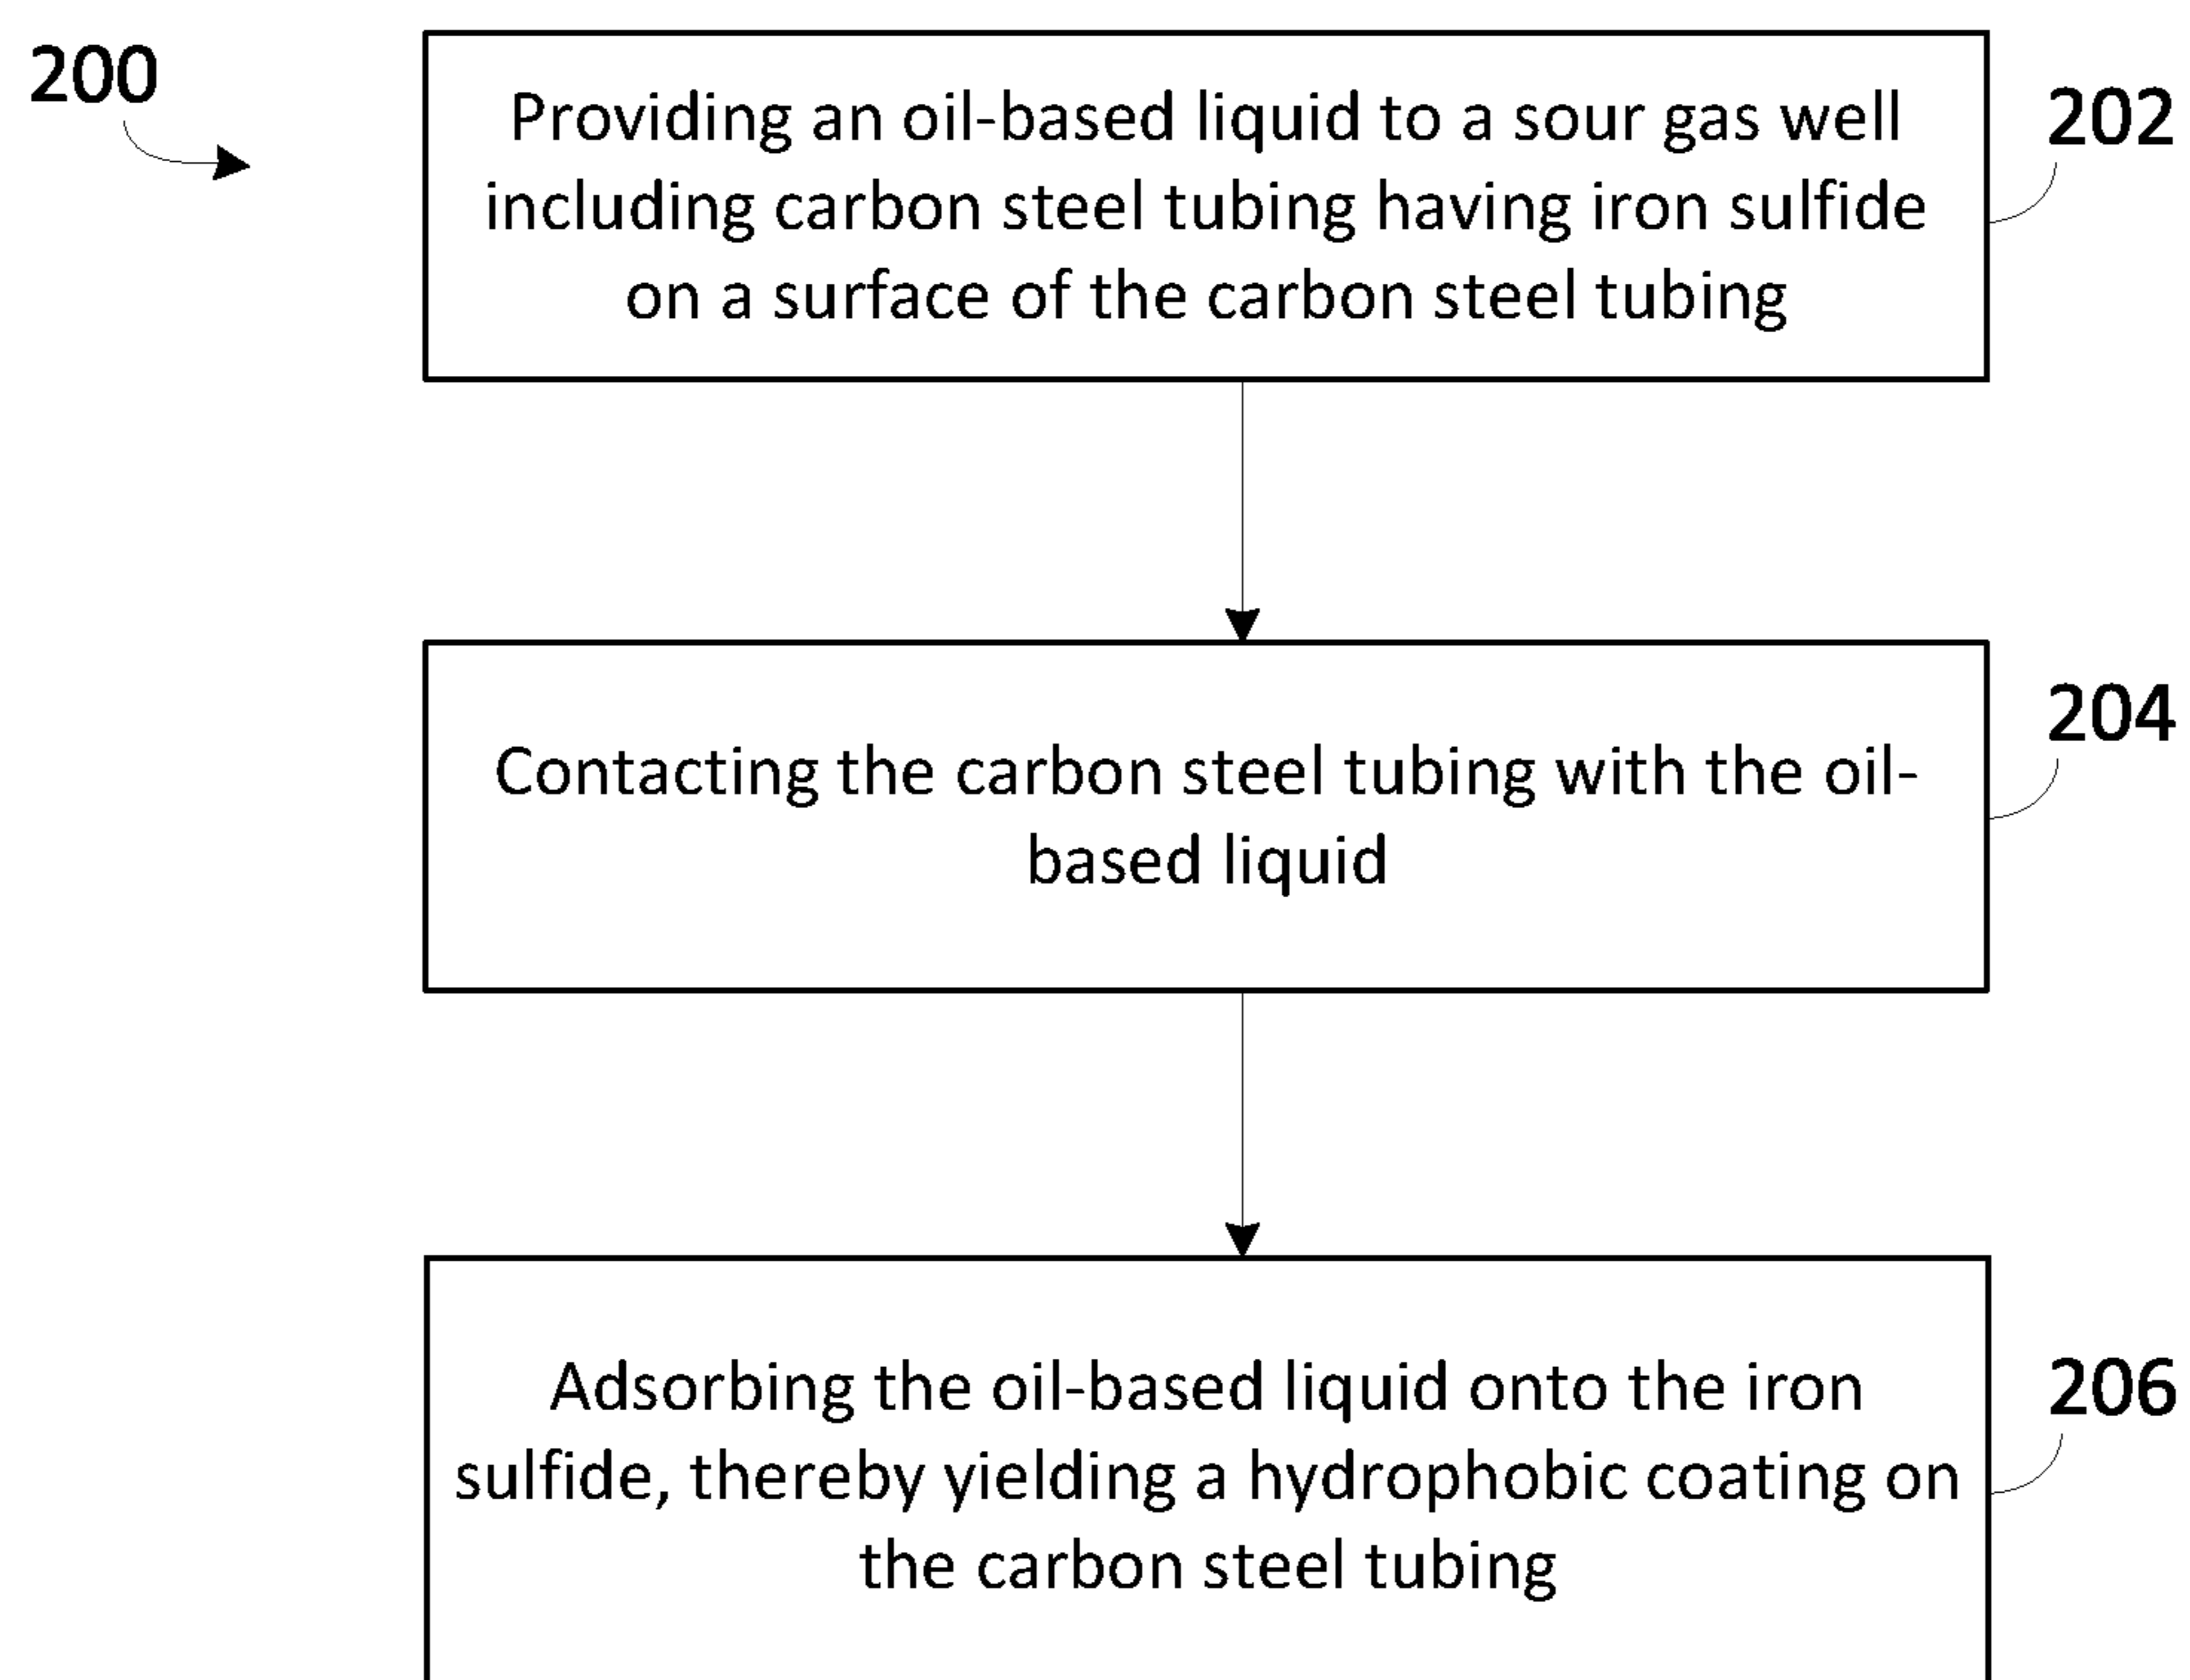 200
Providing an oil-based liquid to a sour gas well
including carbon steel tubing having iron sulfide
on a surface of the carbon steel tubing
202
Contacting the carbon steel tubing with the oil-
based liquid
204
Adsorbing the oil-based liquid onto the iron
sulfide, thereby yielding a hydrophobic coating on
the carbon steel tubing
206